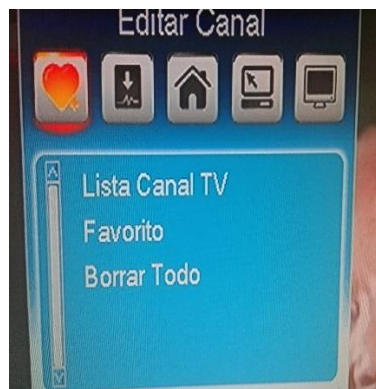 Editar Canal
Lista Canal TV
Favorito
Borrar Todo